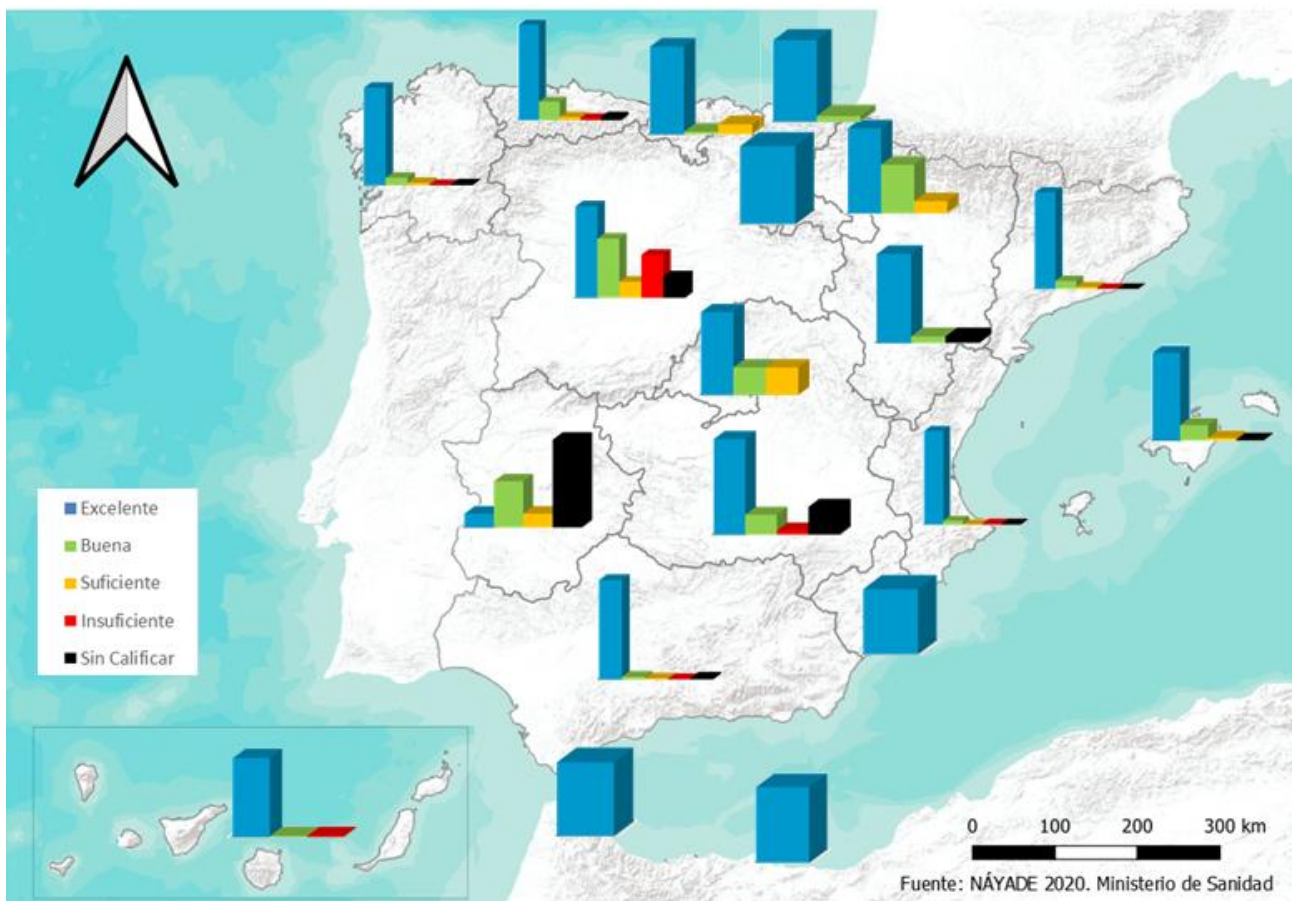 Excelente
Buena
Suficiente
Insuficiente
Sin Calificar
0 100 200 300 km
Fuente: NÁYADE 2020. Ministerio de Sanidad